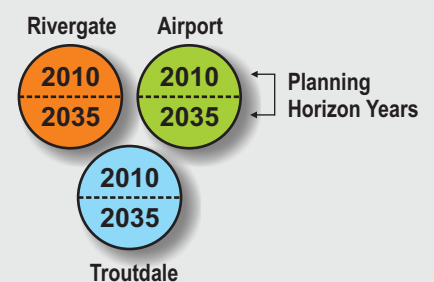 Rivergate
Airport
2010
2035
2010
2035
Planning
Horizon Years
2010
2035
Troutdale